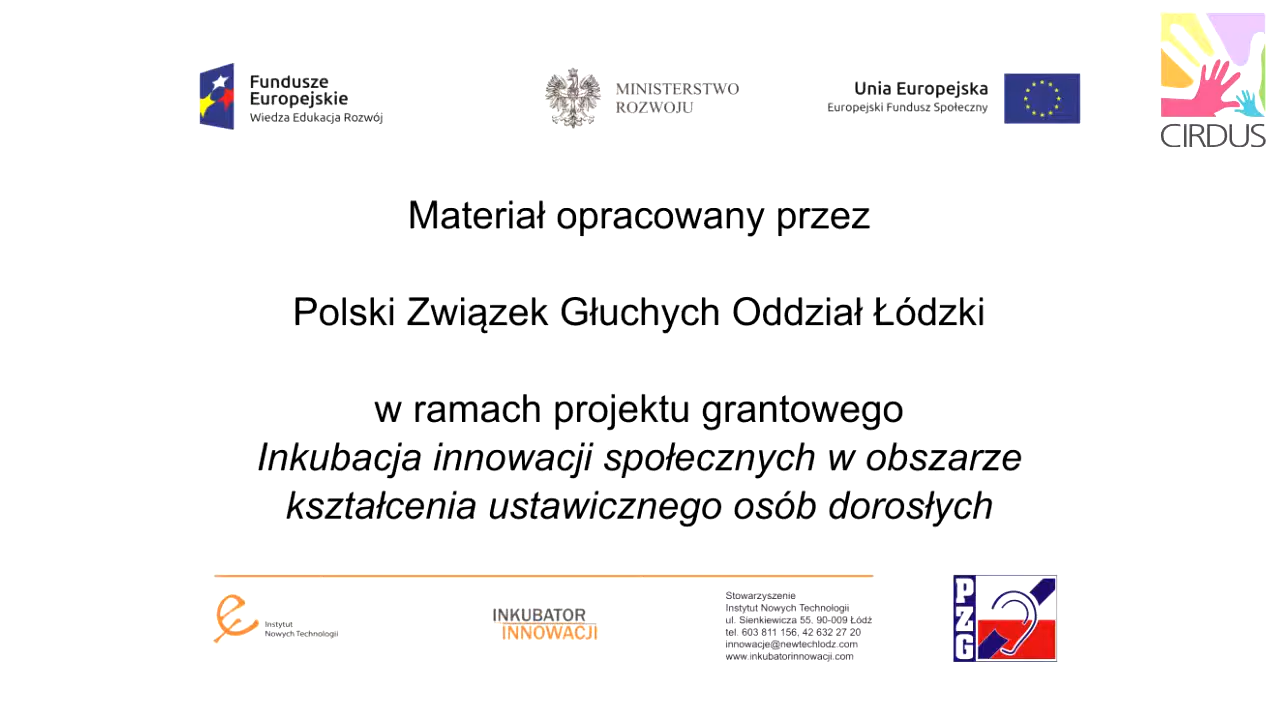 Fundusze
Europejskie
Wiedza Edukacja Rozwój
MINISTERSTWO
ROZWOJU
Unia Europejska
Europejski Fundusz Społeczny
CIRDUS
Materiał opracowany przez
Polski Związek Głuchych Oddział Łódzki
w ramach projektu grantowego
Inkubacja innowacji społecznych w obszarze
kształcenia ustawicznego osób dorosłych
Instytut
Nowych Technologii
INKUBATOR
INNOWACJI
Stowarzyszenie
Instytut Nowych Technologii
ul. Sienkiewicza 55, 90-009 Łódź
tel. 603 811 156, 42 632 27 20
innowacje@newtechlodz.com
www.inkubatorinnowacji.com
PZG